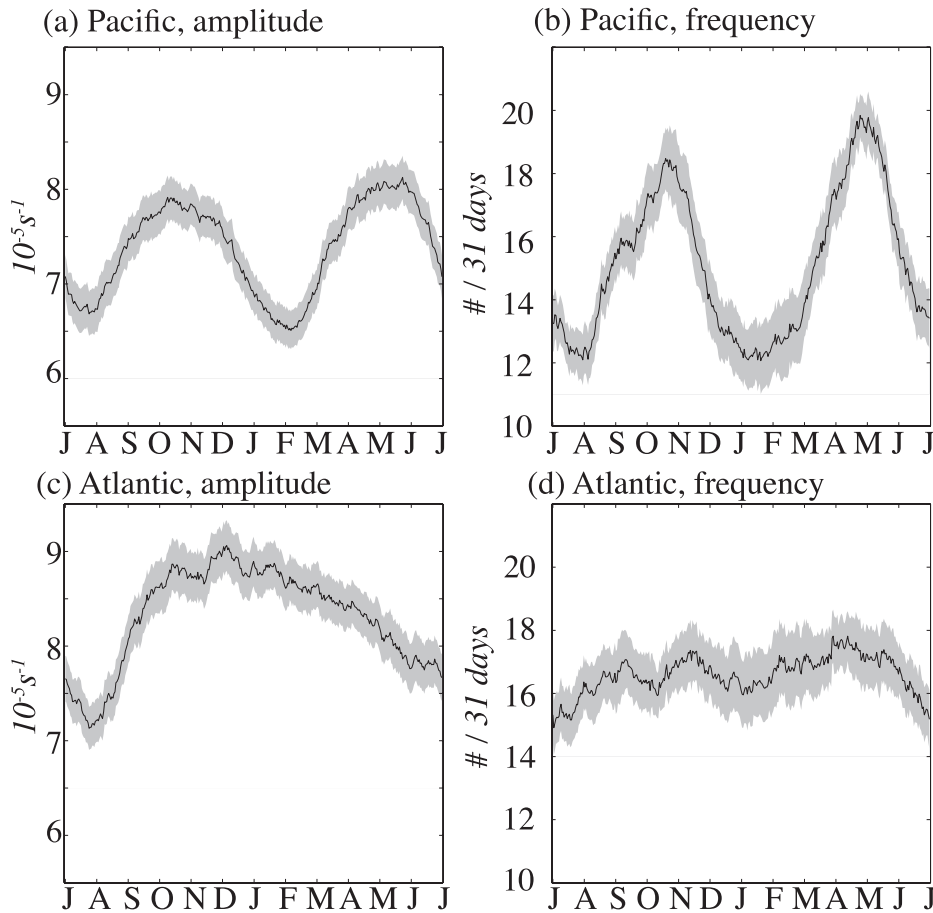 (a) Pacific, amplitude
9
8
7
6
10⁻⁵s⁻¹
J A S O N D J F M A M J J
(b) Pacific, frequency
20
18
16
14
12
10
# / 31 days
J A S O N D J F M A M J J
(c) Atlantic, amplitude
9
8
7
6
10⁻⁵s⁻¹
J A S O N D J F M A M J J
(d) Atlantic, frequency
20
18
16
14
12
10
# / 31 days
J A S O N D J F M A M J J